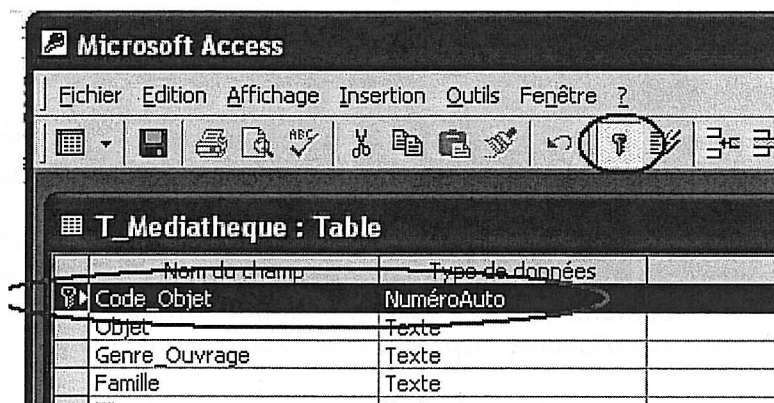 Microsoft Access
Fichier Edition Affichage Insertion Outils Fenêtre ?
ABC
T_Mediatheque : Table
Nom du champ Type de données
Code_Objet NuméroAuto
Objet Texte
Genre_Ouvrage Texte
Famille Texte